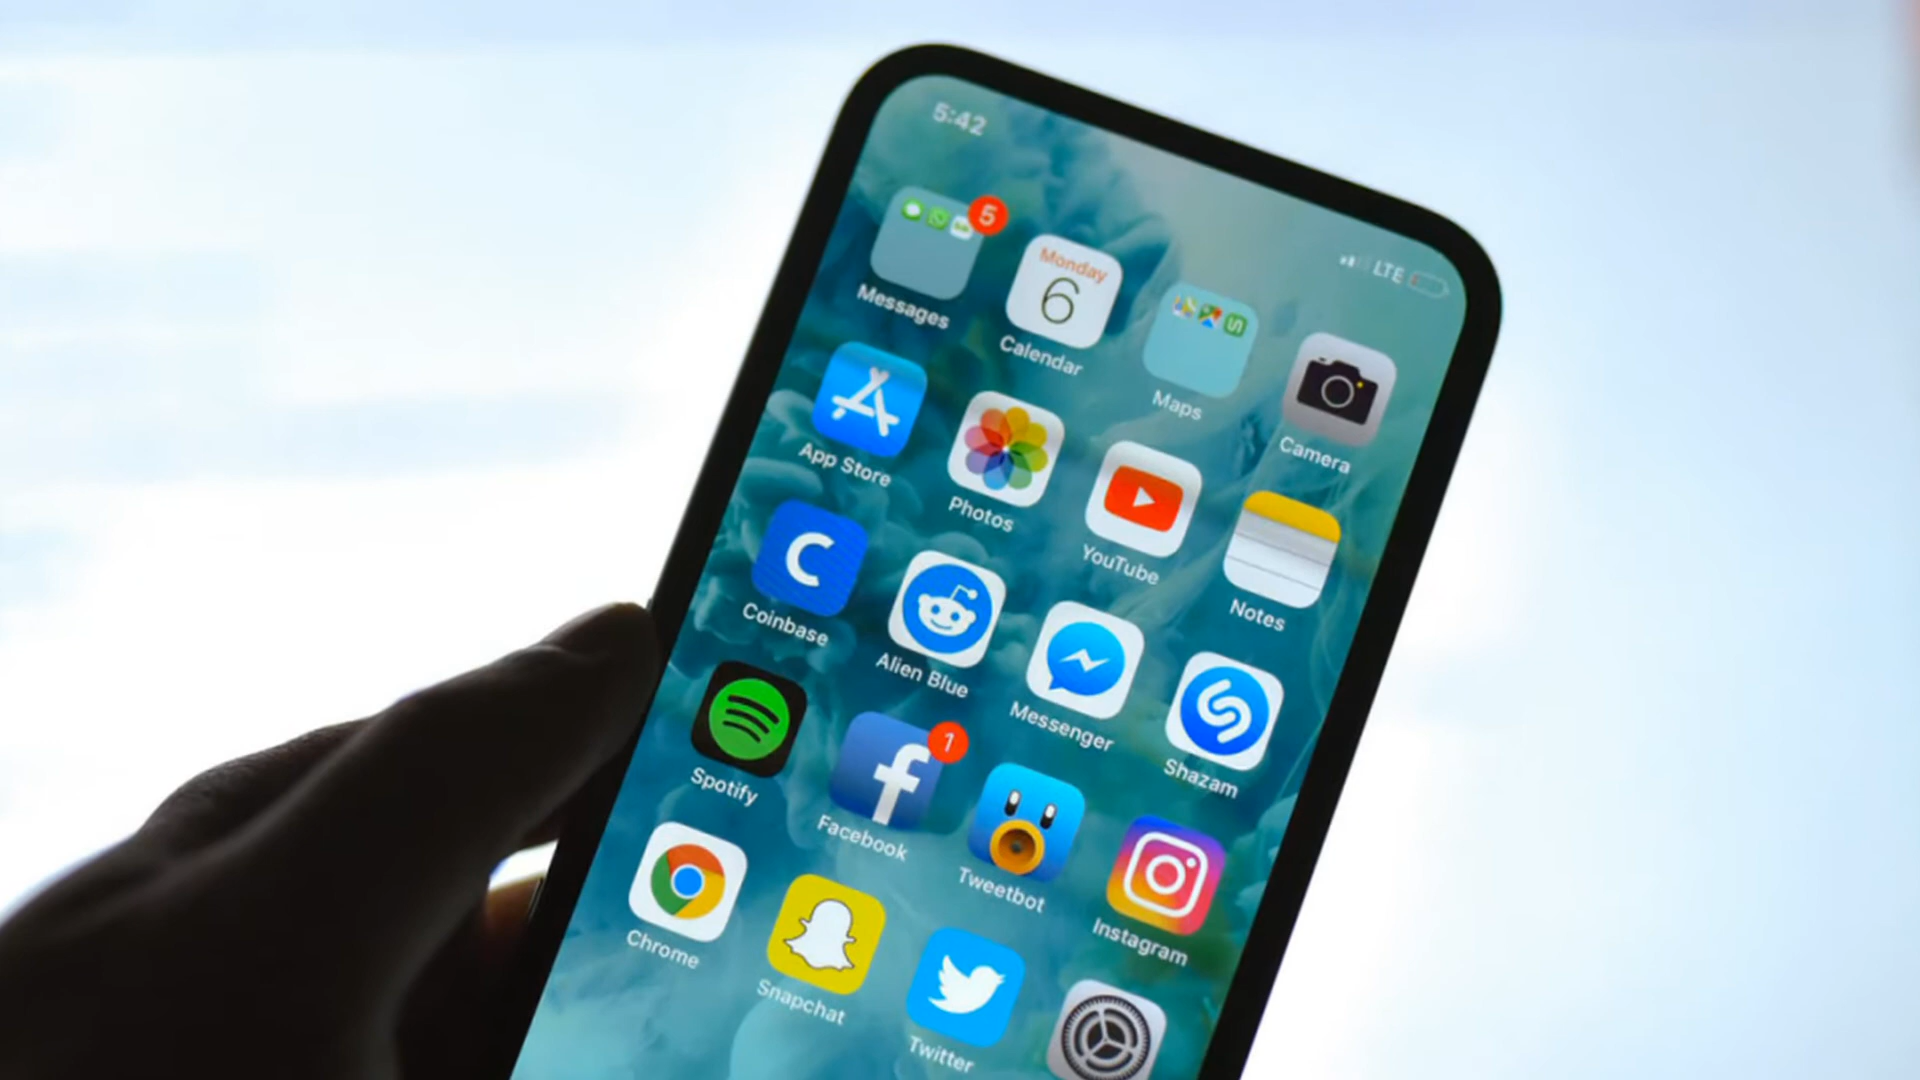 5:42
LTE
5
Messages
Monday
6
Calendar
Maps
Camera
App Store
Photos
YouTube
Notes
C
Coinbase
Alien Blue
Messenger
Shazam
Spotify
f
1
Facebook
Tweetbot
Instagram
Chrome
Snapchat
Twitter